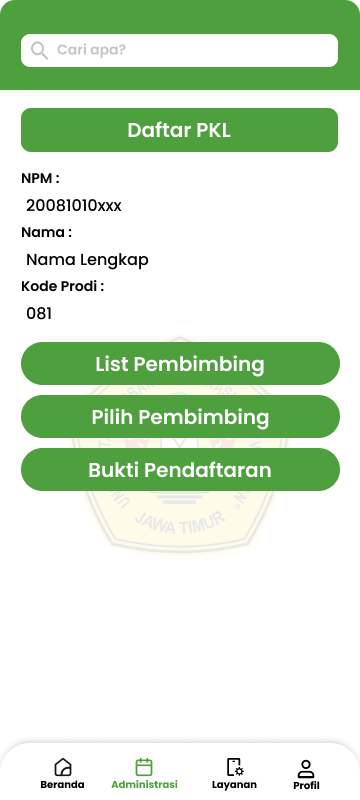 Cari apa?
Daftar PKL
NPM :
20081010xxx
Nama :
Nama Lengkap
Kode Prodi :
081
List Pembimbing
Pilih Pembimbing
Bukti Pendaftaran
JAWA TIMUR
Beranda
Administrasi
Layanan
Profil